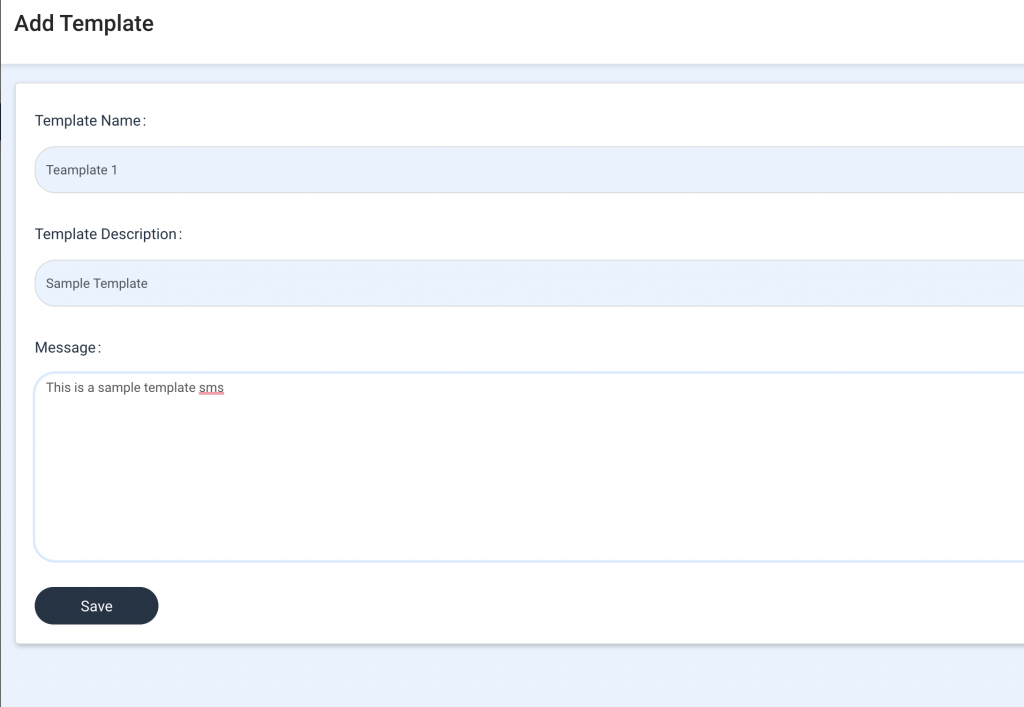 Add Template
Template Name:
Teamplate 1
Template Description:
Sample Template
Message:
This is a sample template sms
Save